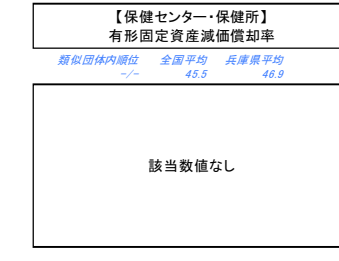 【保健センター・保健所】
有形固定資産減価償却率
類似団体内順位 全国平均 兵庫県平均
-/- 45.5 46.9
該当数値なし